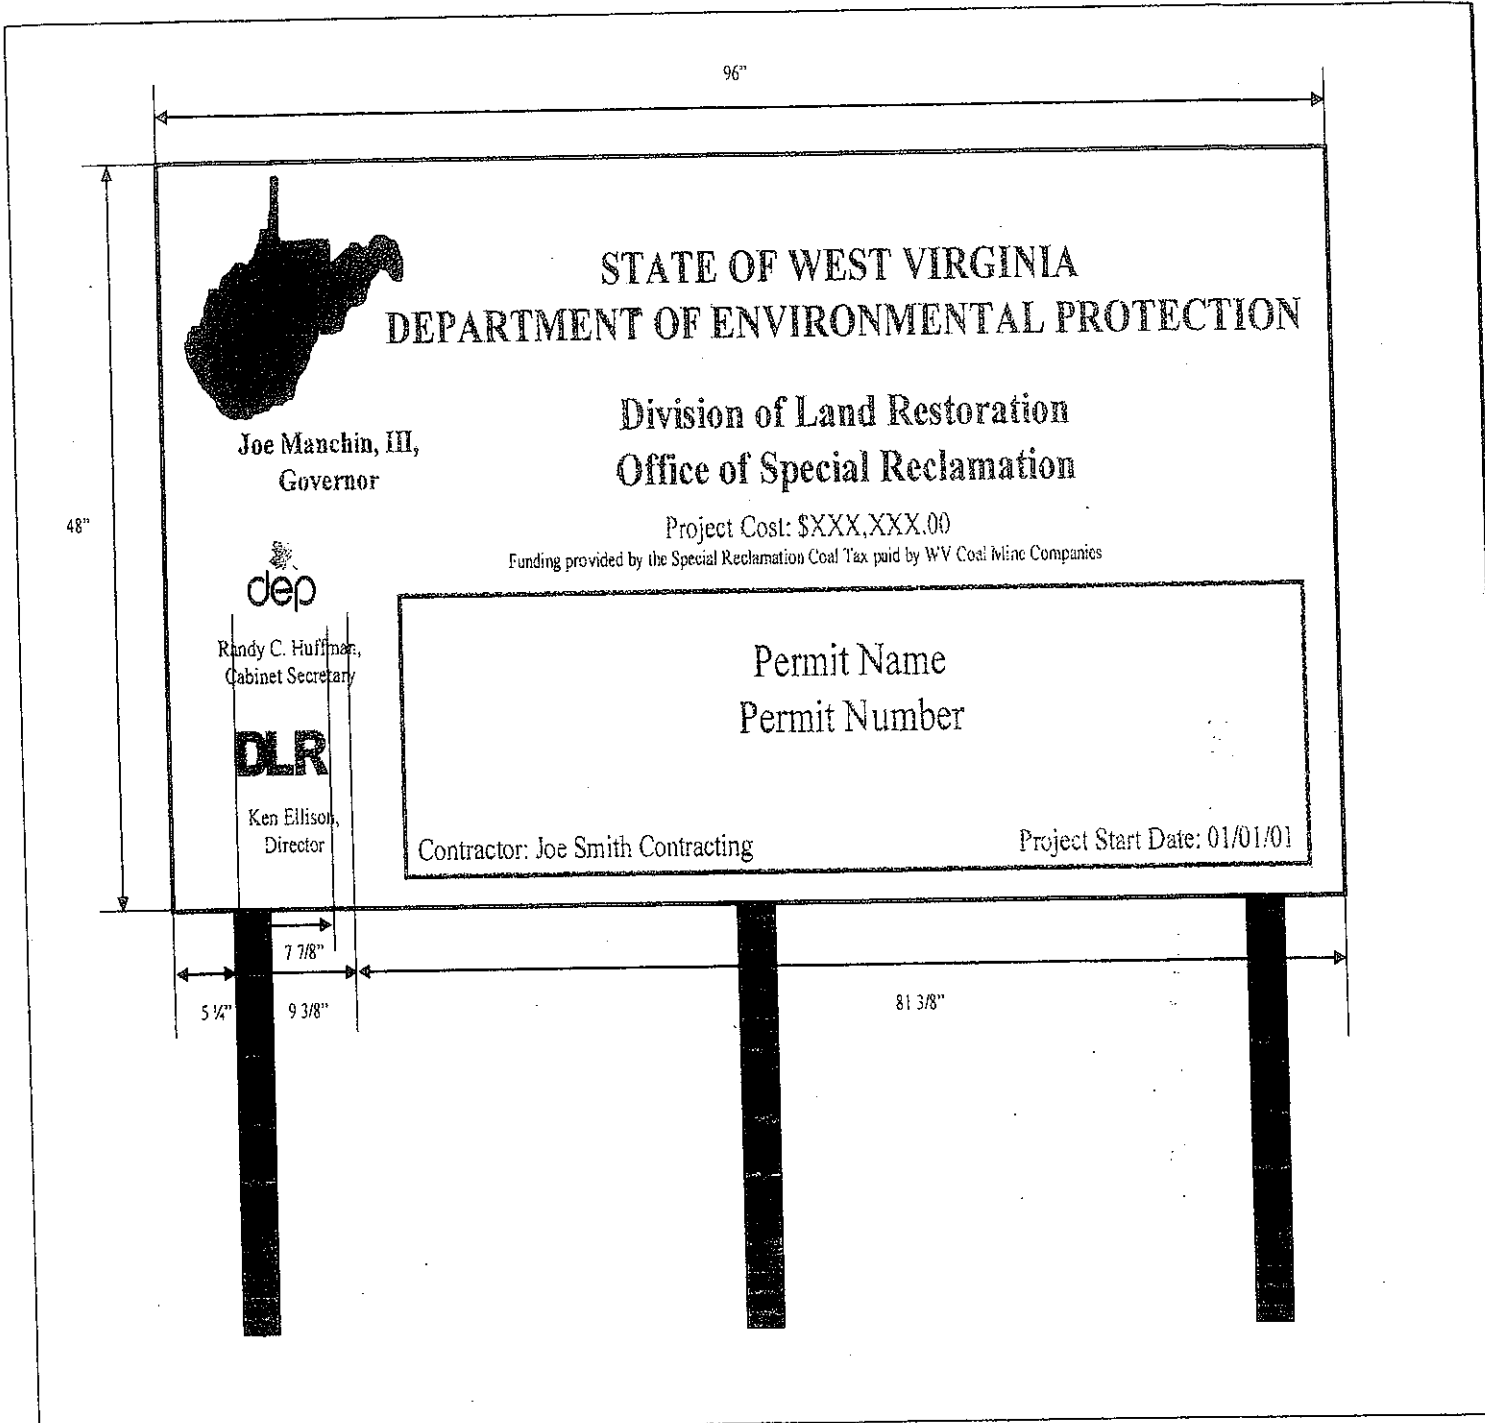 96"
STATE OF WEST VIRGINIA
DEPARTMENT OF ENVIRONMENTAL PROTECTION
Division of Land Restoration
Office of Special Reclamation
Project Cost: $XXX,XXX.00
Funding provided by the Special Reclamation Coal Tax paid by WV Coal Mine Companies
Joe Manchin, III,
Governor
48"
dep
Randy C. Huffman,
Cabinet Secretary
DLR
Ken Ellison,
Director
Permit Name
Permit Number
Contractor: Joe Smith Contracting
Project Start Date: 01/01/01
7 7/8"
5 ¼"
9 3/8"
81 3/8"